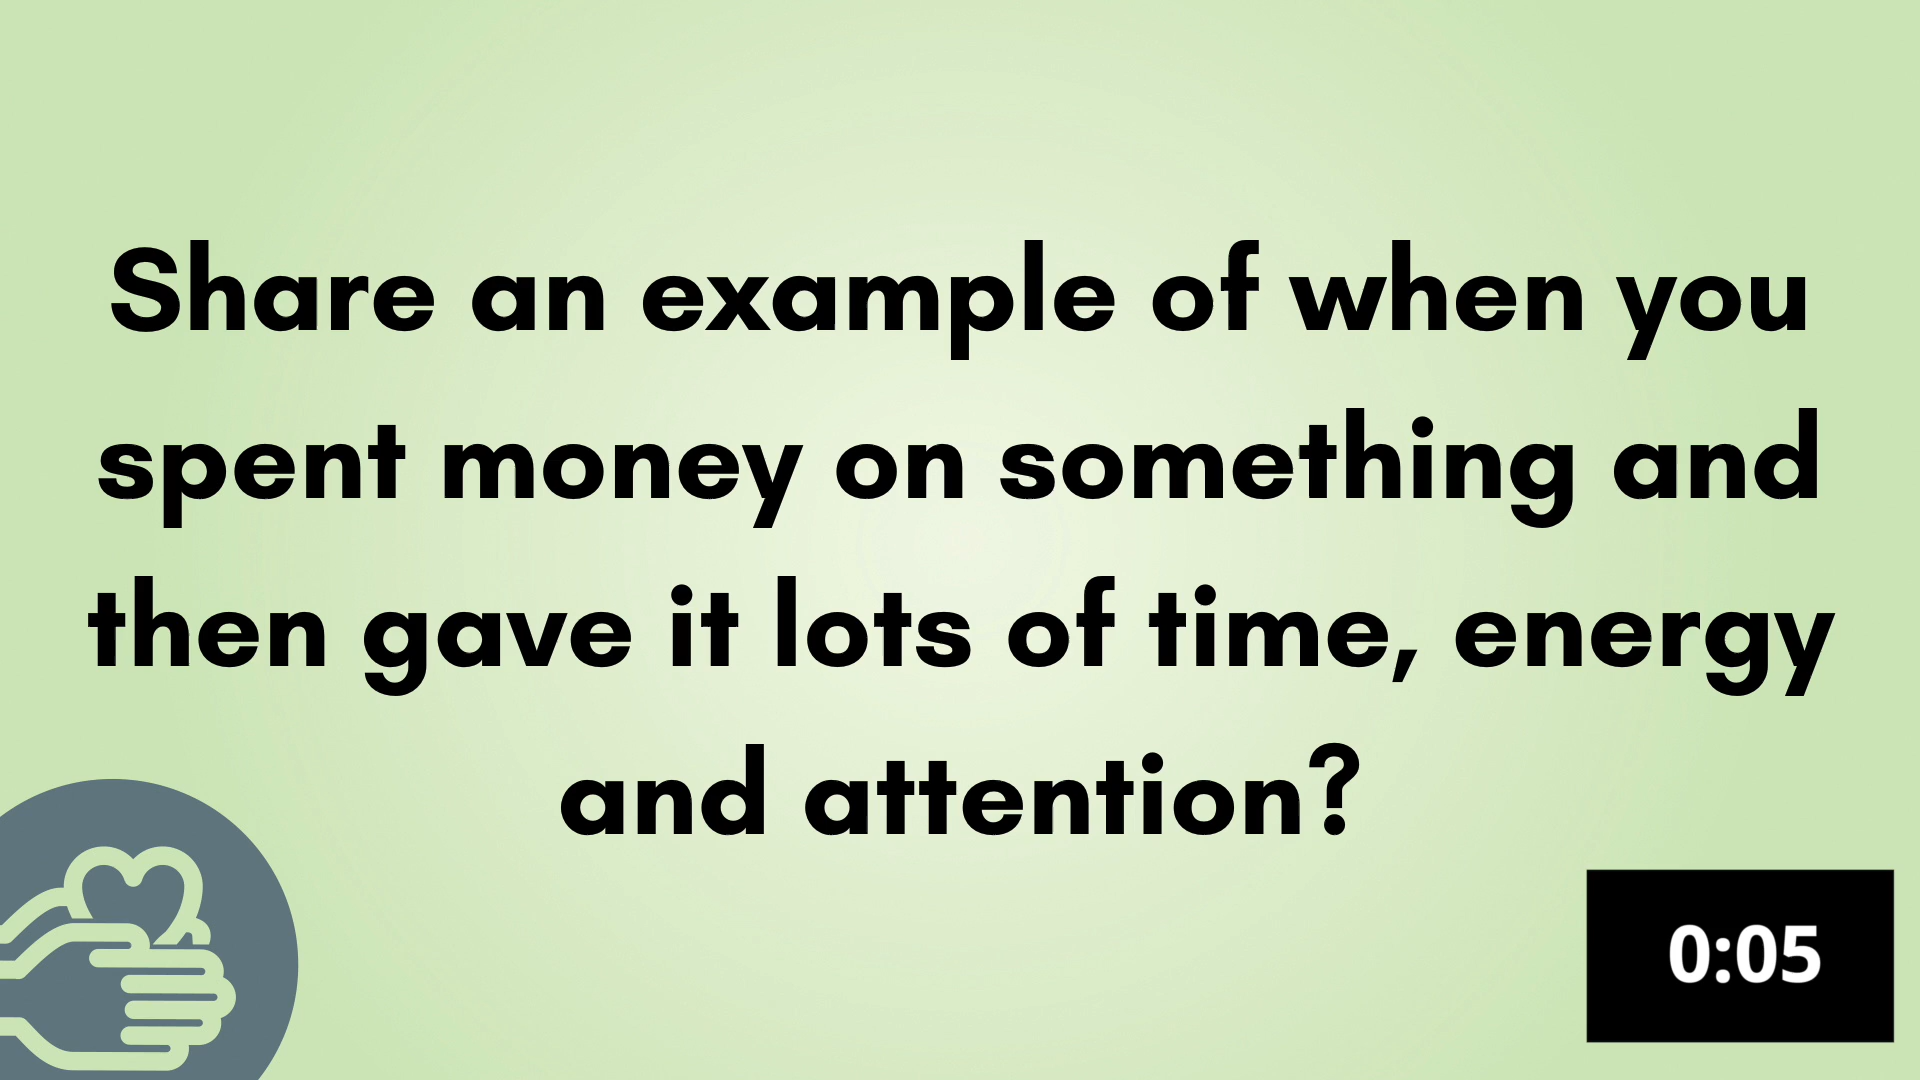 Share an example of when you
spent money on something and
then gave it lots of time, energy
and attention?
0:05